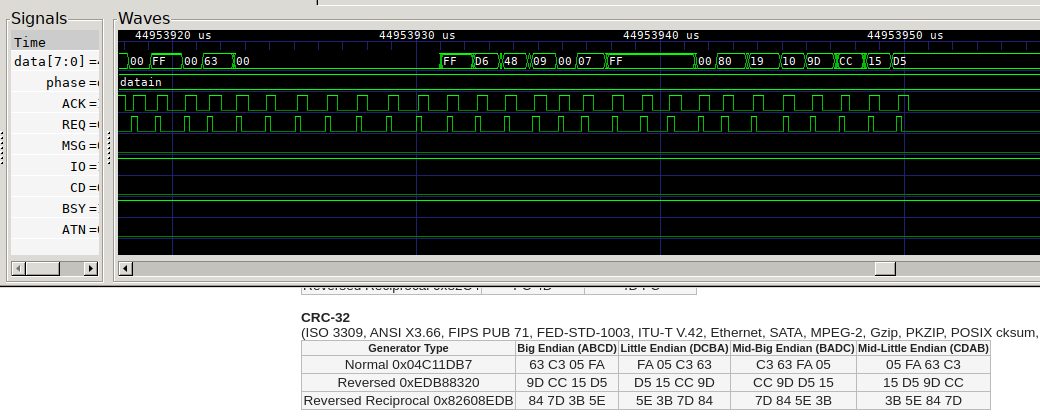 Signals
Waves
Time
44953920 us 44953930 us 44953940 us 44953950 us
data[7:0] =
00 FF 00 63 00 FF D6 48 09 00 07 FF 00 80 19 10 9D CC 15 D5
phase =
datain
ACK =
REQ =
MSG =
IO =
CD =
BSY =
ATN =
CRC-32
(ISO 3309, ANSI X3.66, FIPS PUB 71, FED-STD-1003, ITU-T V.42, Ethernet, SATA, MPEG-2, Gzip, PKZIP, POSIX cksum,
Generator Type Big Endian (ABCD) Little Endian (DCBA) Mid-Big Endian (BADC) Mid-Little Endian (CDAB)
Normal 0x04C11DB7 63 C3 05 FA FA 05 C3 63 C3 63 FA 05 05 FA 63 C3
Reversed 0xEDB88320 9D CC 15 D5 D5 15 CC 9D CC 9D D5 15 15 D5 9D CC
Reversed Reciprocal 0x82608EDB 84 7D 3B 5E 5E 3B 7D 84 7D 84 5E 3B 3B 5E 84 7D